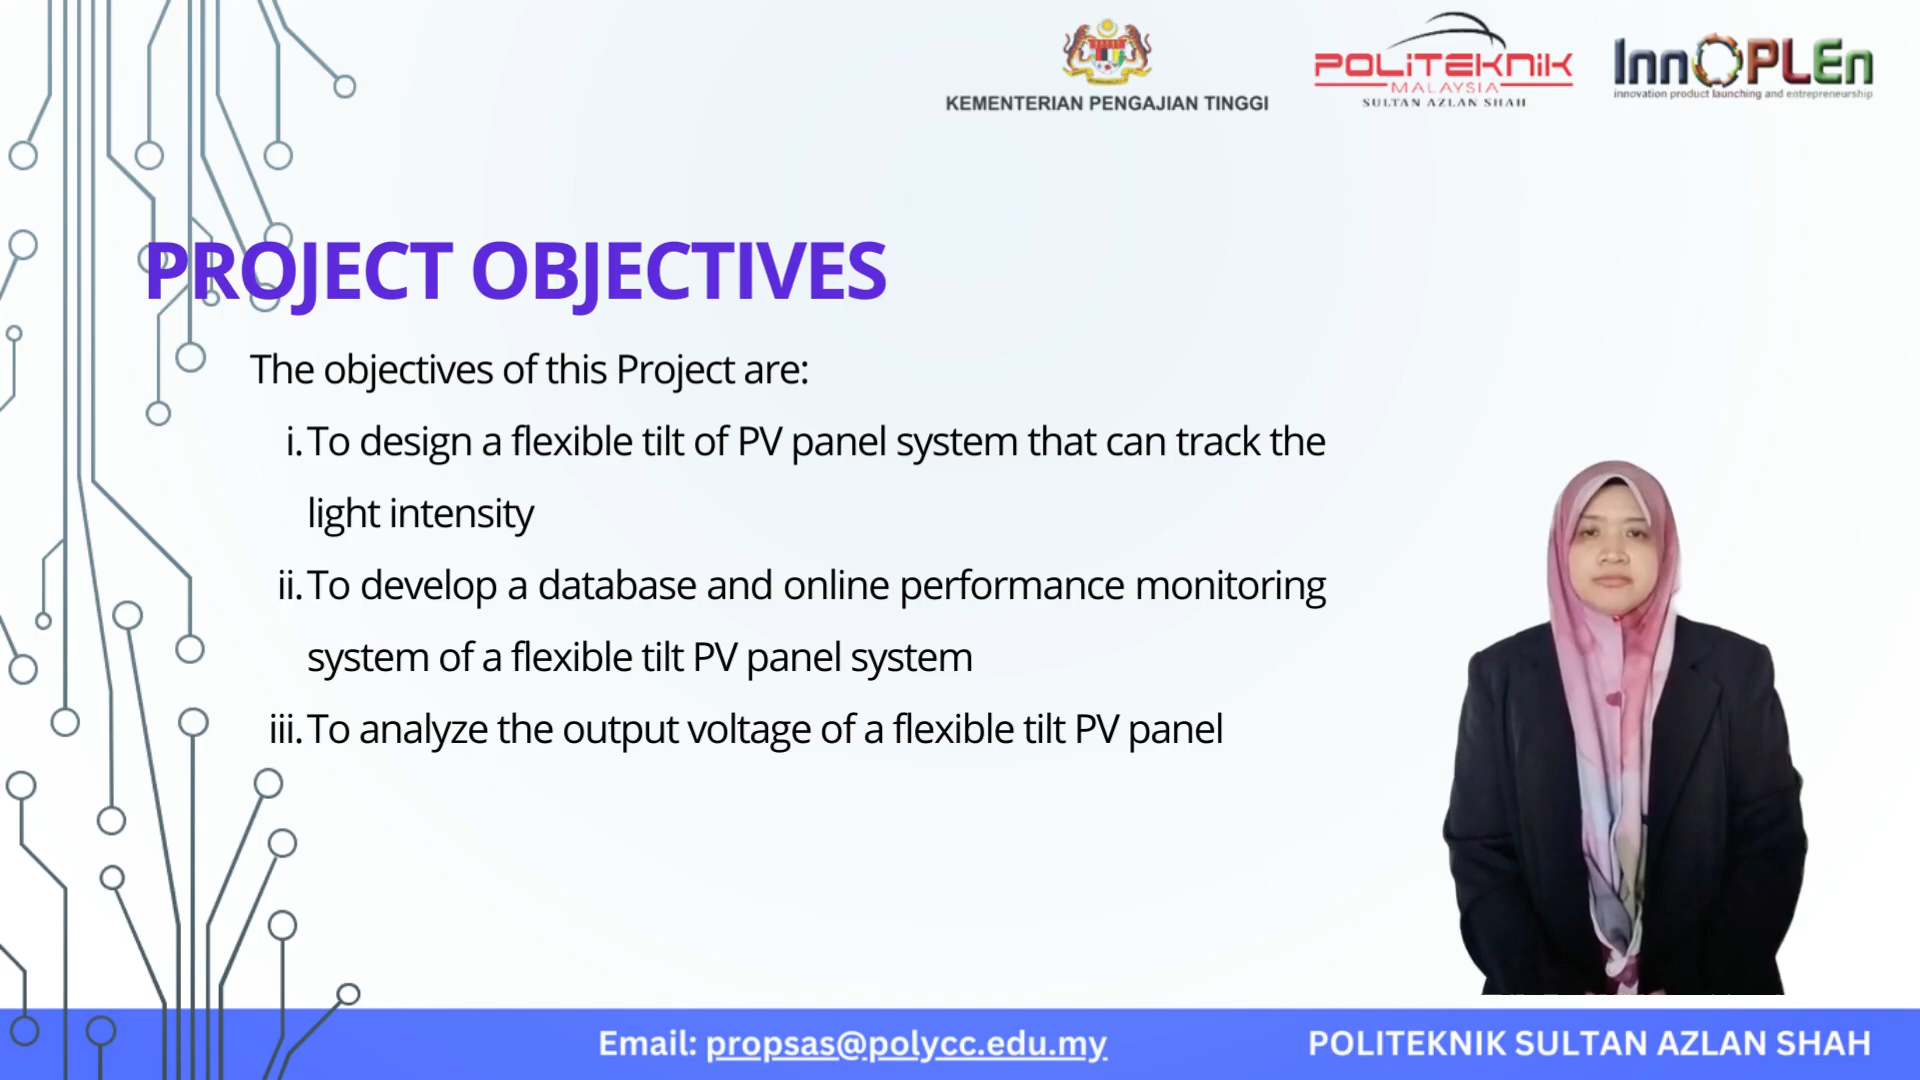 KEMENTERIAN PENGAJIAN TINGGI
POLiTEKniK
MALAYSIA
SULTAN AZLAN SHAH
InnOPLEn
innovation product launching and entrepreneurship
PROJECT OBJECTIVES
The objectives of this Project are:
i. To design a flexible tilt of PV panel system that can track the
light intensity
ii. To develop a database and online performance monitoring
system of a flexible tilt PV panel system
iii. To analyze the output voltage of a flexible tilt PV panel
Email: propsas@polycc.edu.my
POLITEKNIK SULTAN AZLAN SHAH